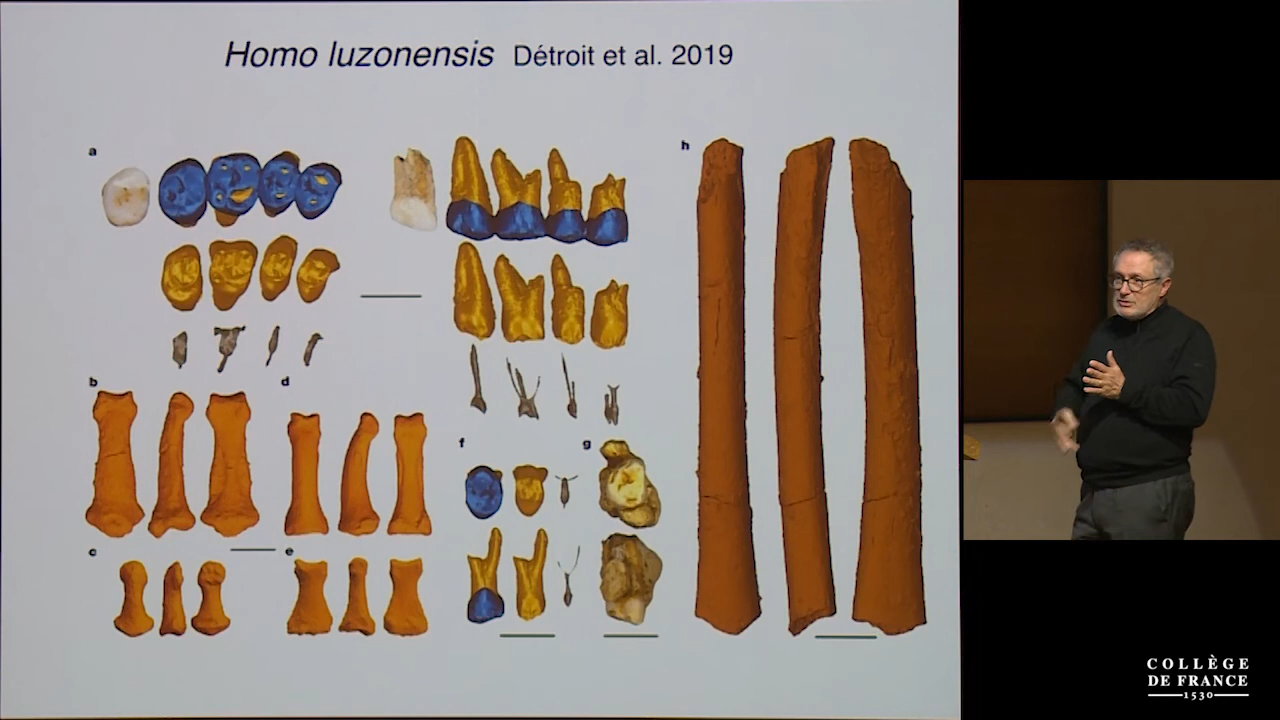 Homo luzonensis Détroit et al. 2019
a
h
b
d
f
g
c
e
COLLÈGE
DE FRANCE
1530